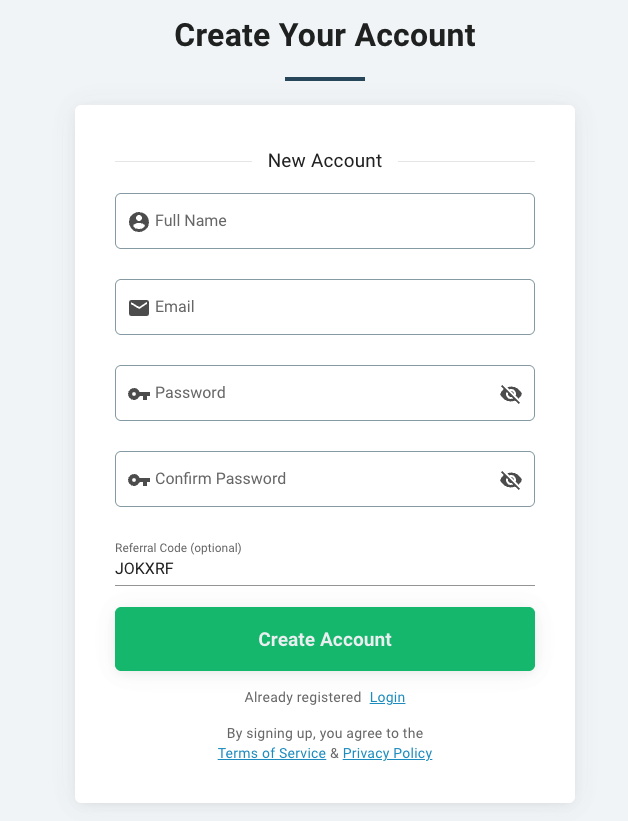 Create Your Account
New Account
Full Name
Email
Password
Confirm Password
Referral Code (optional)
JOKXRF
Create Account
Already registered Login
By signing up, you agree to the
Terms of Service & Privacy Policy